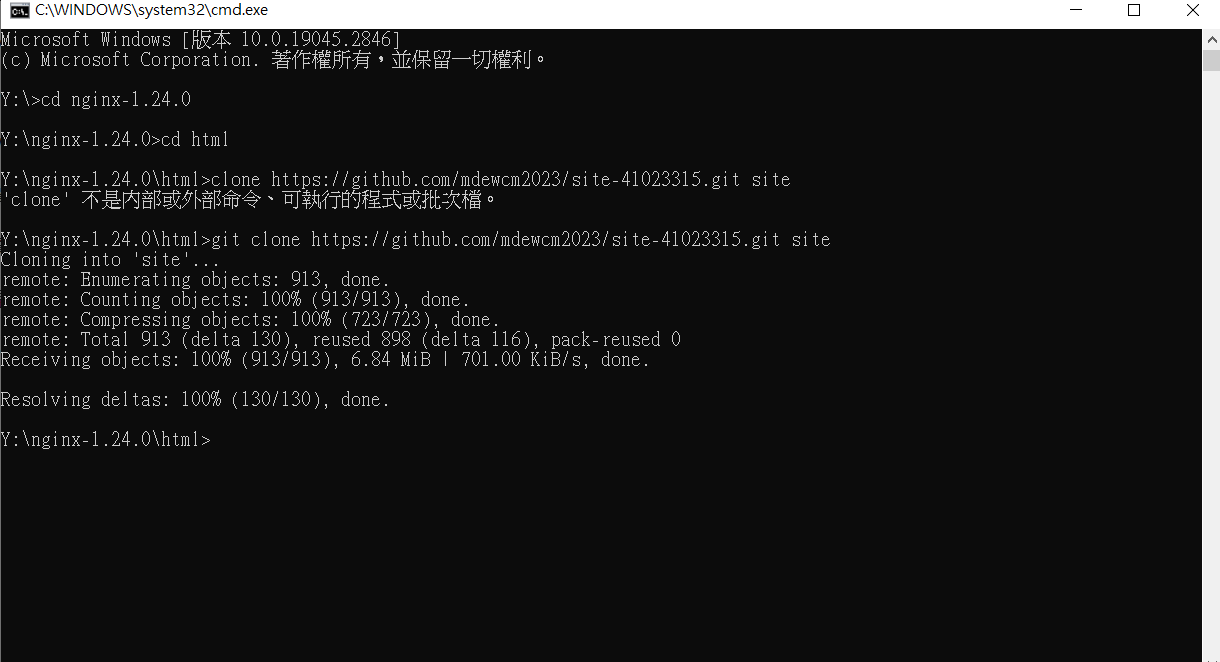 C:\WINDOWS\system32\cmd.exe
Microsoft Windows [版本 10.0.19045.2846]
(c) Microsoft Corporation. 著作權所有，並保留一切權利。
Y:\>cd nginx-1.24.0
Y:\nginx-1.24.0>cd html
Y:\nginx-1.24.0\html>clone https://github.com/mdewcm2023/site-41023315.git site
'clone' 不是內部或外部命令、可執行的程式或批次檔。
Y:\nginx-1.24.0\html>git clone https://github.com/mdewcm2023/site-41023315.git site
Cloning into 'site'...
remote: Enumerating objects: 913, done.
remote: Counting objects: 100% (913/913), done.
remote: Compressing objects: 100% (723/723), done.
remote: Total 913 (delta 130), reused 898 (delta 116), pack-reused 0
Receiving objects: 100% (913/913), 6.84 MiB | 701.00 KiB/s, done.
Resolving deltas: 100% (130/130), done.
Y:\nginx-1.24.0\html>